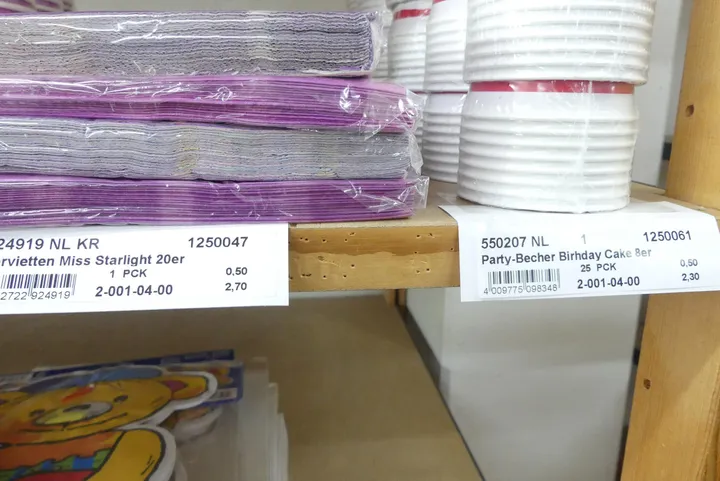 24919 NL KR 1250047
rvietten Miss Starlight 20er
1 PCK 0,50
2722 924919 2-001-04-00 2,70
550207 NL 1 1250061
Party-Becher Birhday Cake 8er
25 PCK 0,50
4 009775 098348 2-001-04-00 2,30